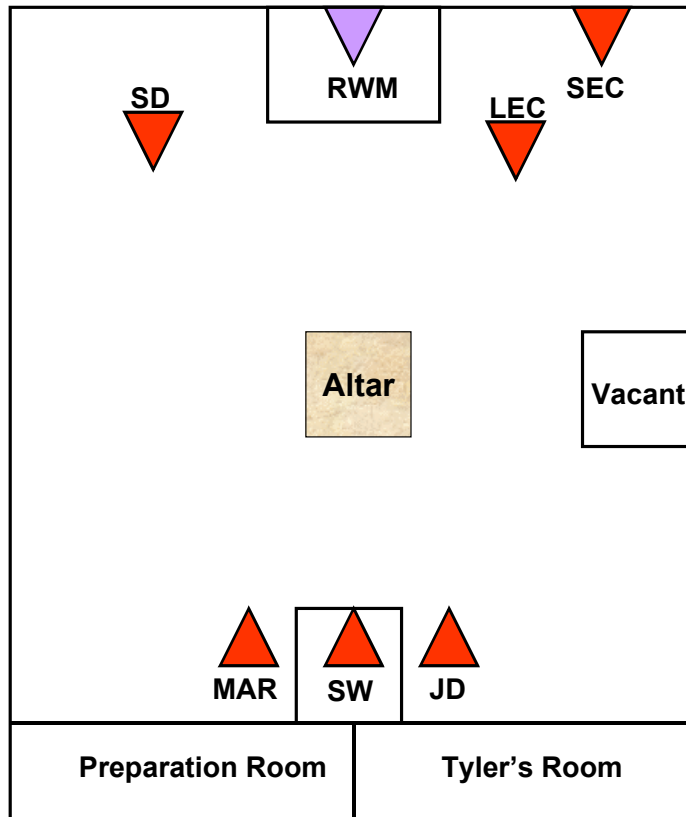 RWM
SEC
SD
LEC
Altar
Vacant
MAR
SW
JD
Preparation Room
Tyler's Room